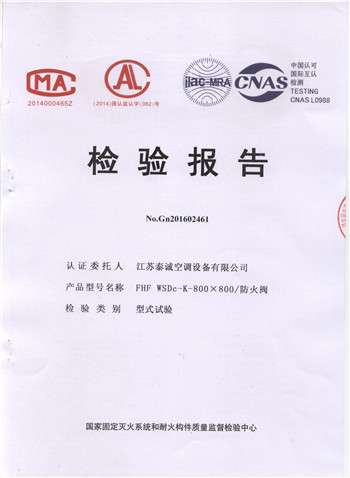 MA
2014000465Z
AL
(2014)国认监认字(082)号
ilac-MRA
CNAS
中国认可
国际互认
检测
TESTING
CNAS L0988
检验报告
No.Gn201602461
认证委托人 江苏泰诚空调设备有限公司
产品型号名称 FHF WSDc-K-800×800/防火阀
检验类别 型式试验
国家固定灭火系统和耐火构件质量监督检验中心